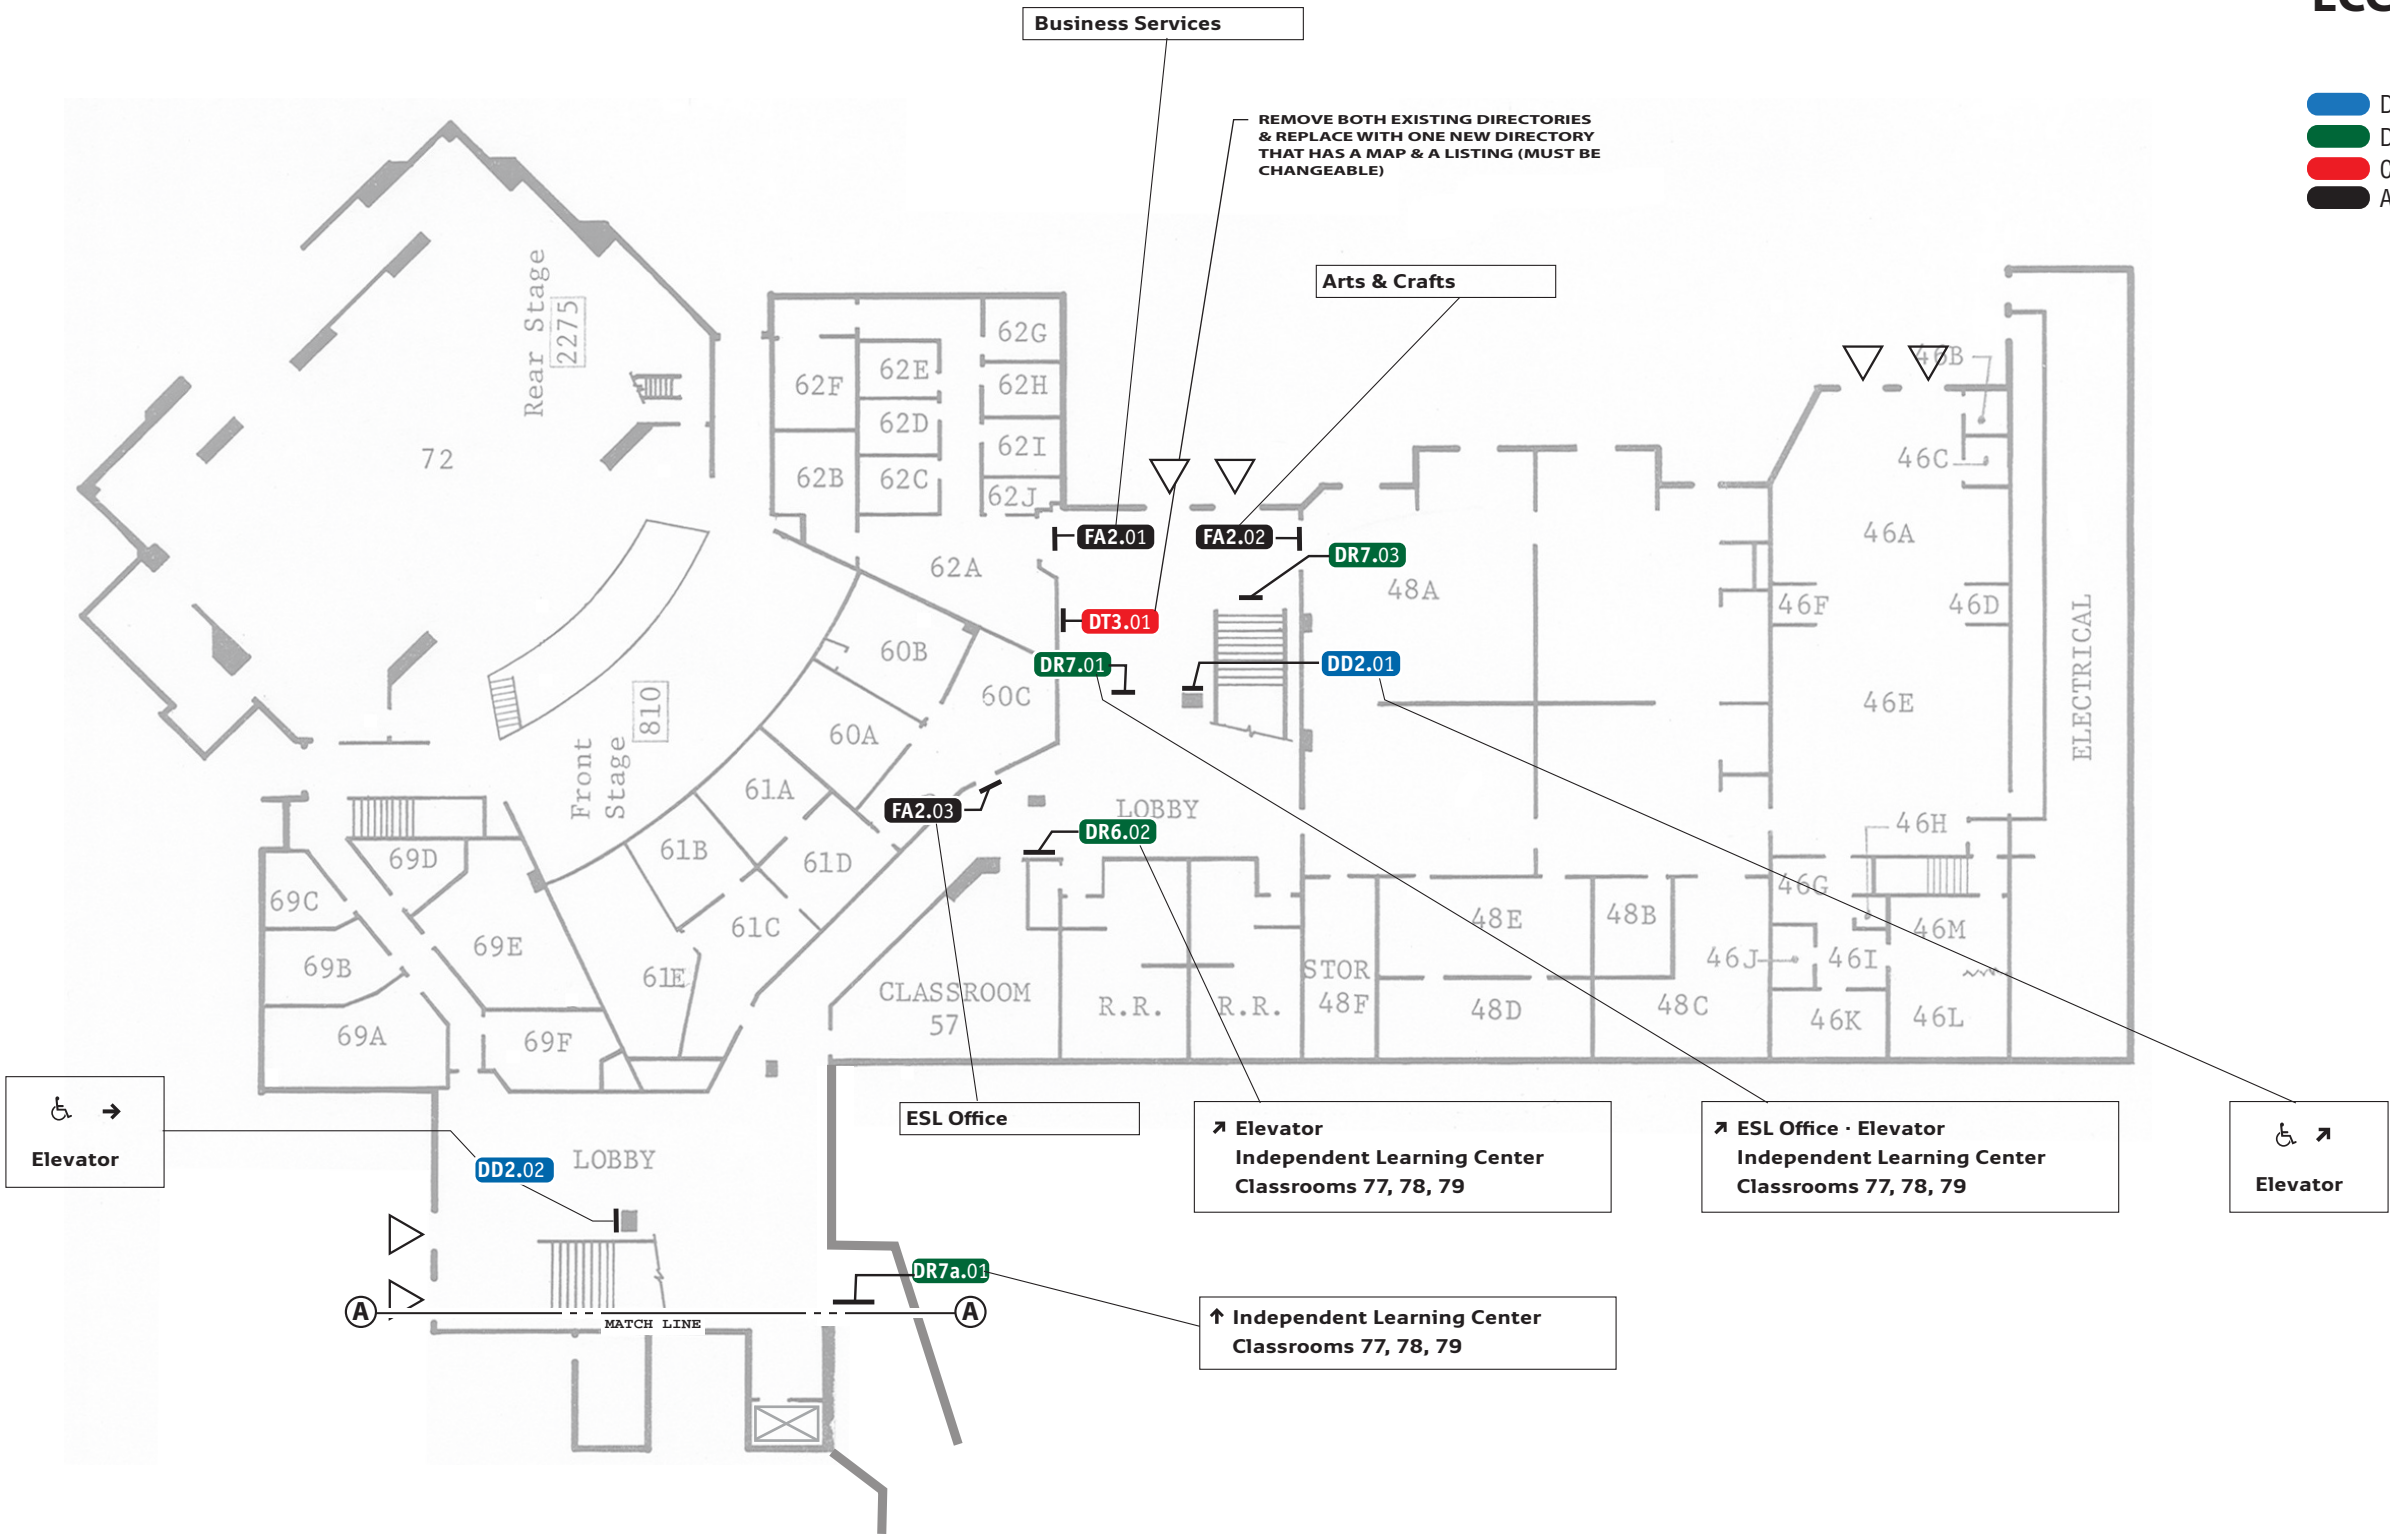 Business Services
REMOVE BOTH EXISTING DIRECTORIES
& REPLACE WITH ONE NEW DIRECTORY
THAT HAS A MAP & A LISTING (MUST BE
CHANGEABLE)
Arts & Crafts
Rear Stage
2275
72
62G
62E
62F
62H
62D
62I
62B
62C
62J
46B
46C
FA2.01
FA2.02
DR7.03
46A
62A
48A
46F
46D
DT3.01
60B
DR7.01
DD2.01
60C
46E
ELECTRICAL
810
Front
Stage
60A
61A
FA2.03
LOBBY
DR6.02
46H
69D
61B
61D
46G
69C
61C
48E
48B
46M
69E
69B
61E
STOR
48F
46J
46I
CLASSROOM
57
R.R.
R.R.
48D
48C
46K
46L
69A
69F
Elevator
ESL Office
Elevator
Independent Learning Center
Classrooms 77, 78, 79
ESL Office · Elevator
Independent Learning Center
Classrooms 77, 78, 79
Elevator
LOBBY
DD2.02
DR7a.01
A
A
MATCH LINE
Independent Learning Center
Classrooms 77, 78, 79